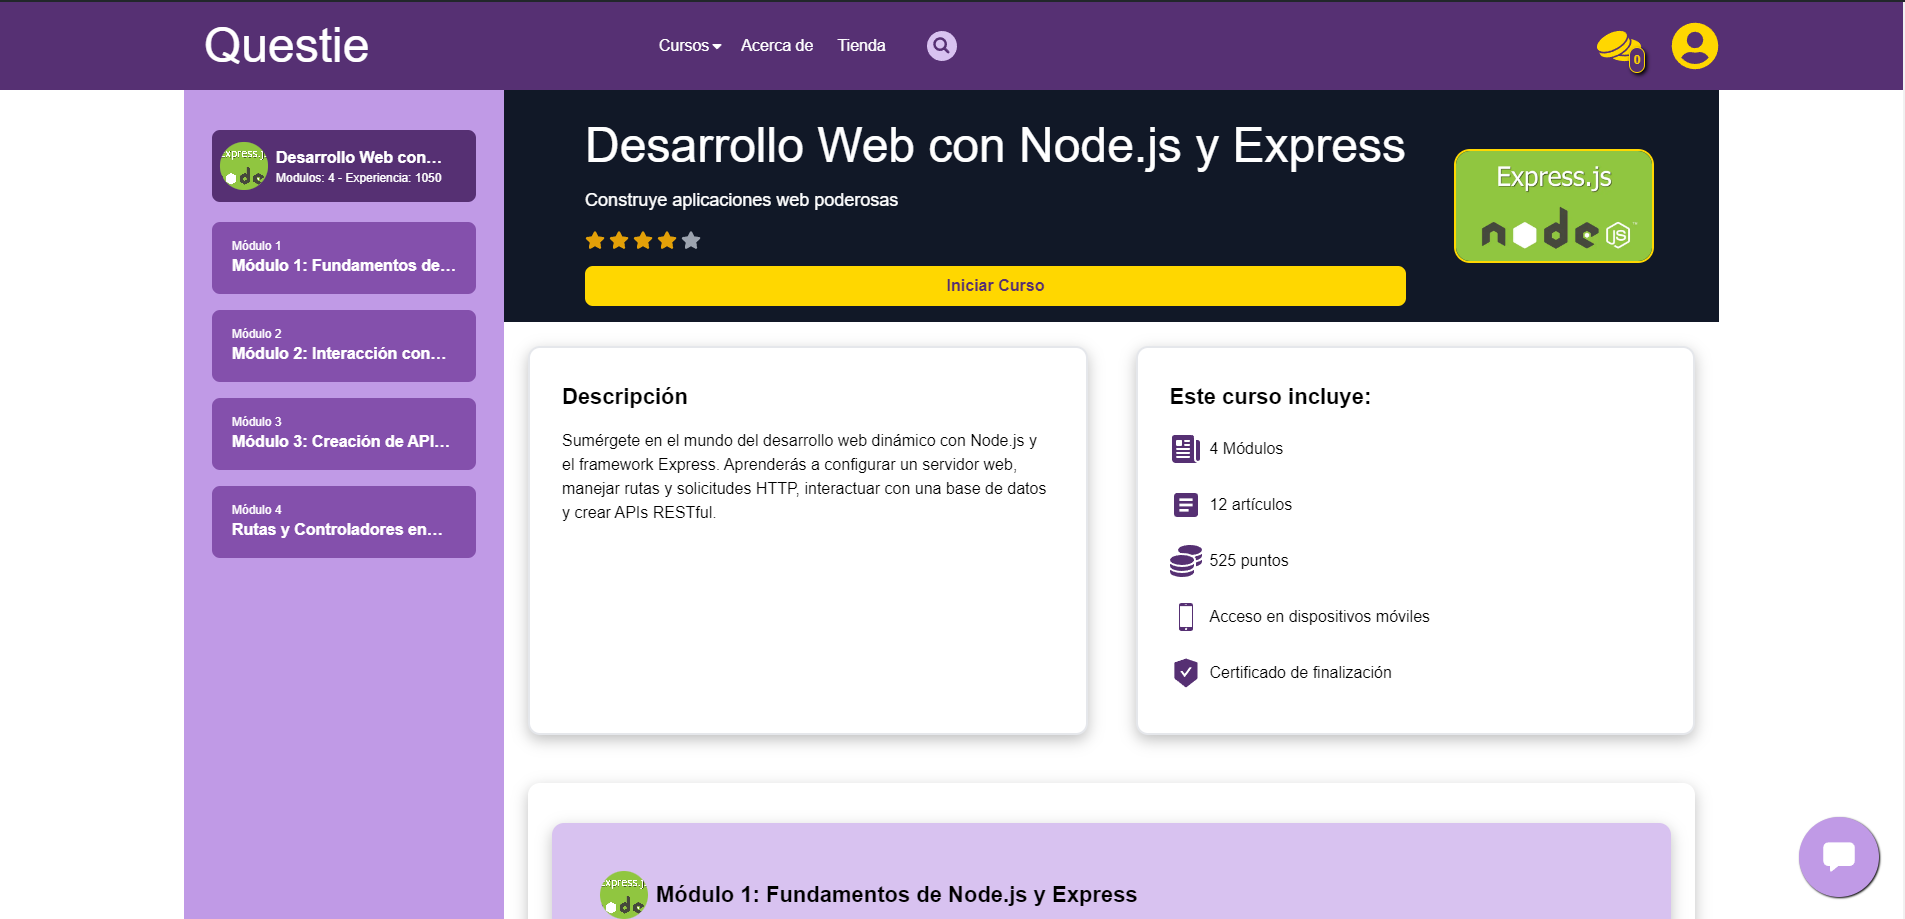 Questie
Cursos
Acerca de
Tienda
0
Desarrollo Web con...
Modulos: 4 - Experiencia: 1050
Módulo 1
Módulo 1: Fundamentos de...
Módulo 2
Módulo 2: Interacción con...
Módulo 3
Módulo 3: Creación de API...
Módulo 4
Rutas y Controladores en...
Desarrollo Web con Node.js y Express
Construye aplicaciones web poderosas
Iniciar Curso
Express.js
node
JS
Descripción
Sumérgete en el mundo del desarrollo web dinámico con Node.js y
el framework Express. Aprenderás a configurar un servidor web,
manejar rutas y solicitudes HTTP, interactuar con una base de datos
y crear APIs RESTful.
Este curso incluye:
4 Módulos
12 artículos
525 puntos
Acceso en dispositivos móviles
Certificado de finalización
Módulo 1: Fundamentos de Node.js y Express